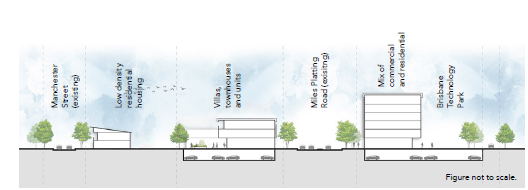 Manchester
Street
(existing)
Low density
residential
housing
Villas,
townhouses
and units
Miles Platting
Road (existing)
Mix of
commercial
and residential
Brisbane
Technology
Park
Figure not to scale.